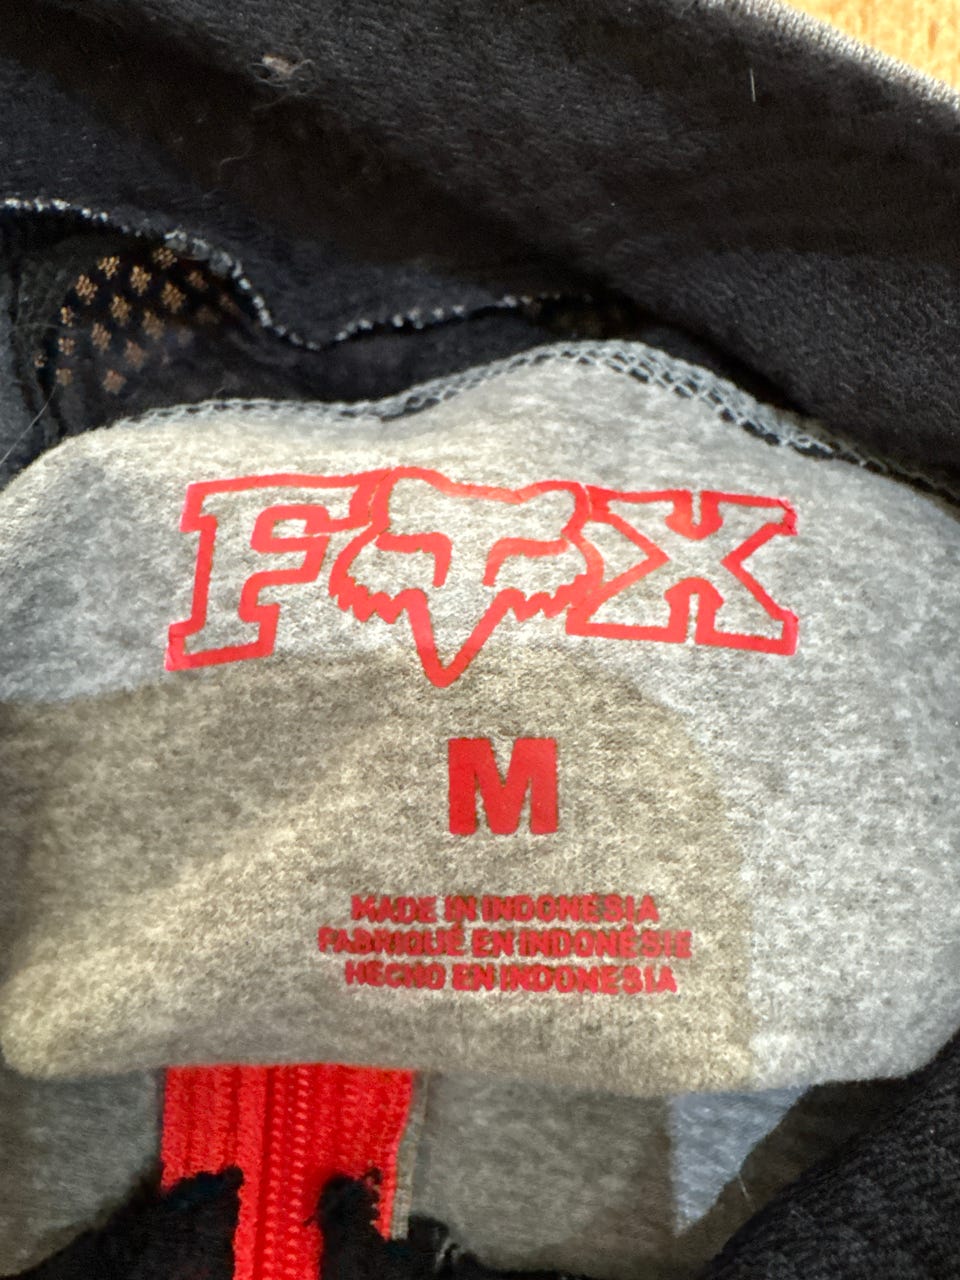 FOX
M
MADE IN INDONESIA
FABRIQUÉ EN INDONÉSIE
HECHO EN INDONESIA